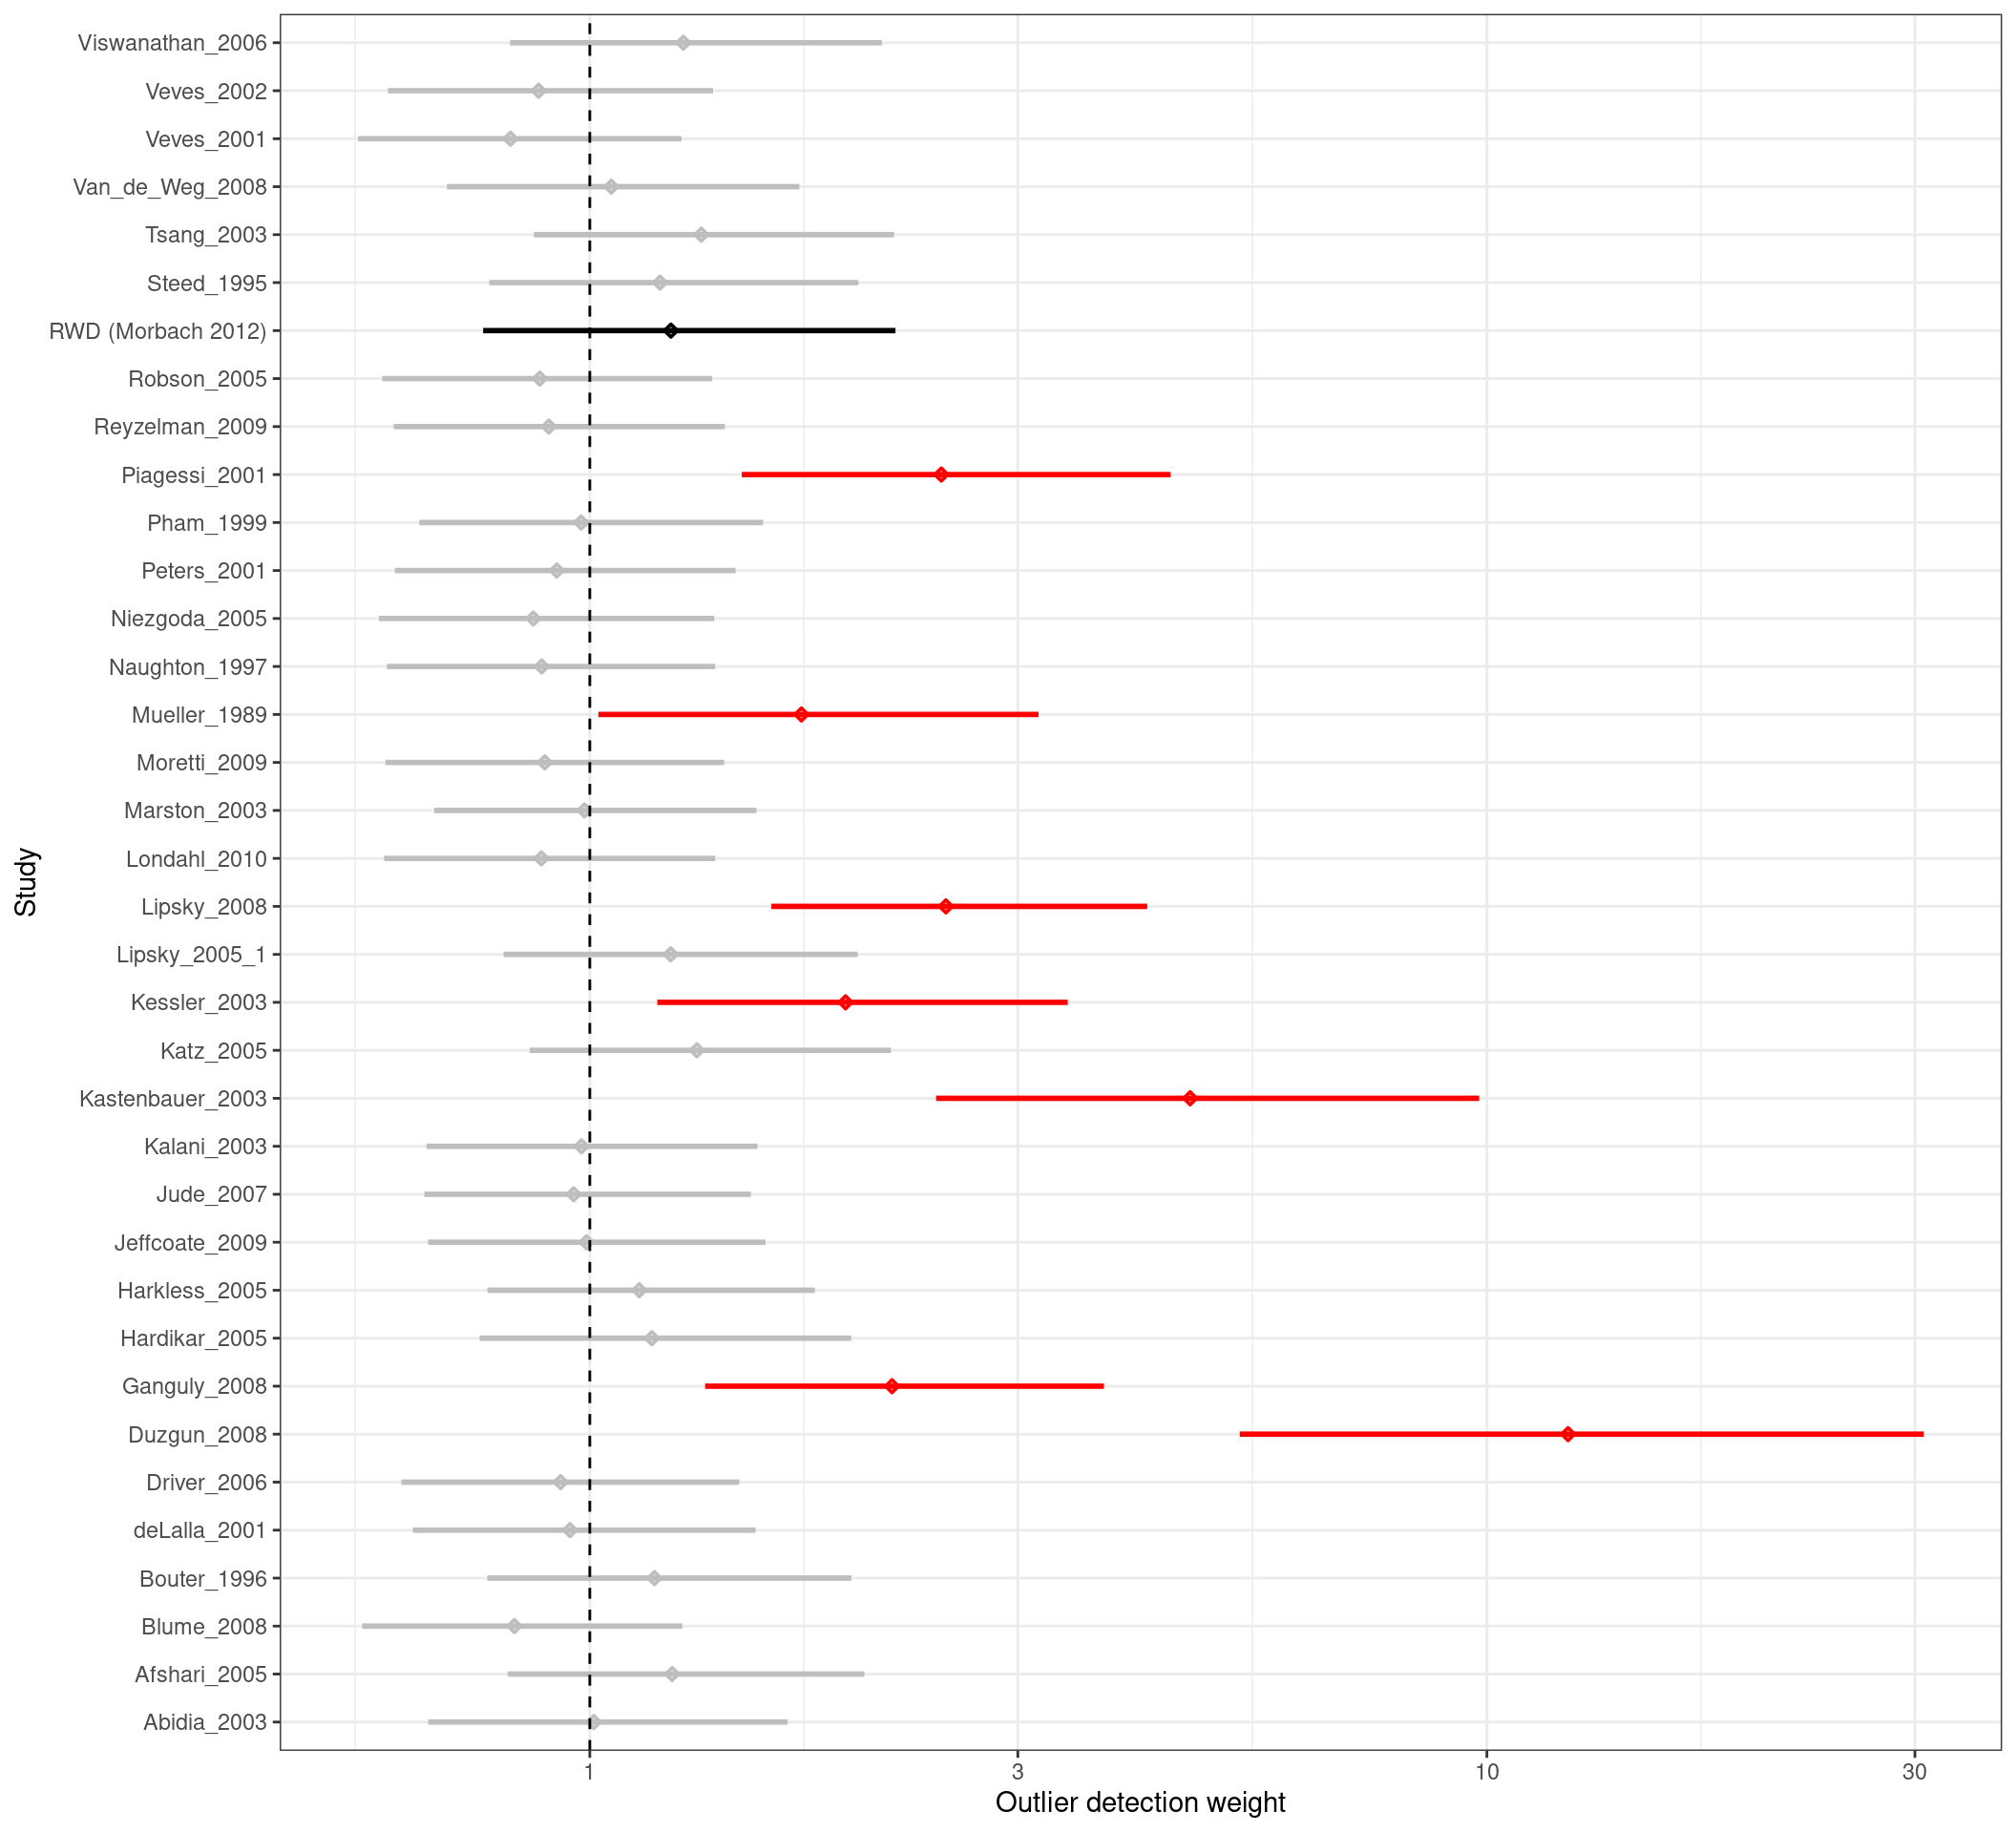 Viswanathan_2006
Veves_2002
Veves_2001
Van_de_Weg_2008
Tsang_2003
Steed_1995
RWD (Morbach 2012)
Robson_2005
Reyzelman_2009
Piagessi_2001
Pham_1999
Peters_2001
Niezgoda_2005
Naughton_1997
Mueller_1989
Moretti_2009
Marston_2003
Londahl_2010
Lipsky_2008
Lipsky_2005_1
Kessler_2003
Katz_2005
Kastenbauer_2003
Kalani_2003
Jude_2007
Jeffcoate_2009
Harkless_2005
Hardikar_2005
Ganguly_2008
Duzgun_2008
Driver_2006
deLalla_2001
Bouter_1996
Blume_2008
Afshari_2005
Abidia_2003
Study
1 3 10 30
Outlier detection weight